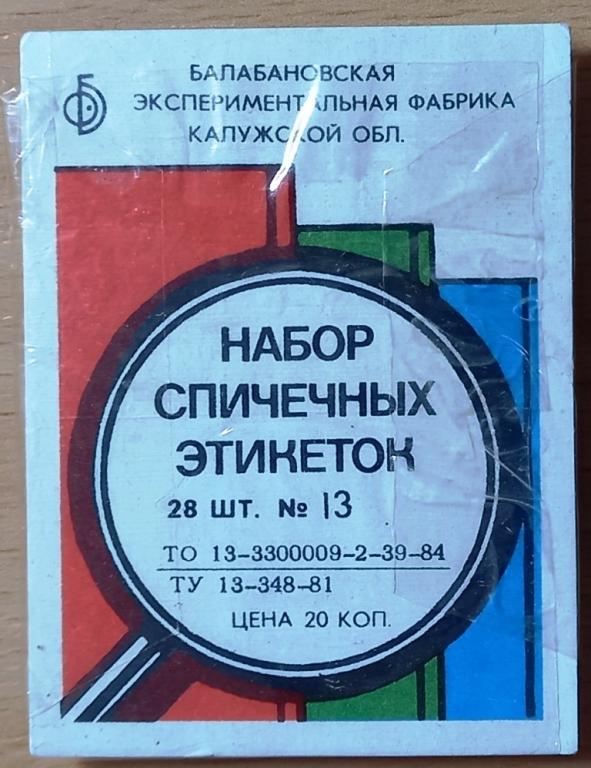 БАЛАБАНОВСКАЯ
ЭКСПЕРИМЕНТАЛЬНАЯ ФАБРИКА
КАЛУЖСКОЙ ОБЛ.
НАБОР
СПИЧЕЧНЫХ
ЭТИКЕТОК
28 ШТ. № 13
ТО 13-3300009-2-39-84
ТУ 13-348-81
ЦЕНА 20 КОП.